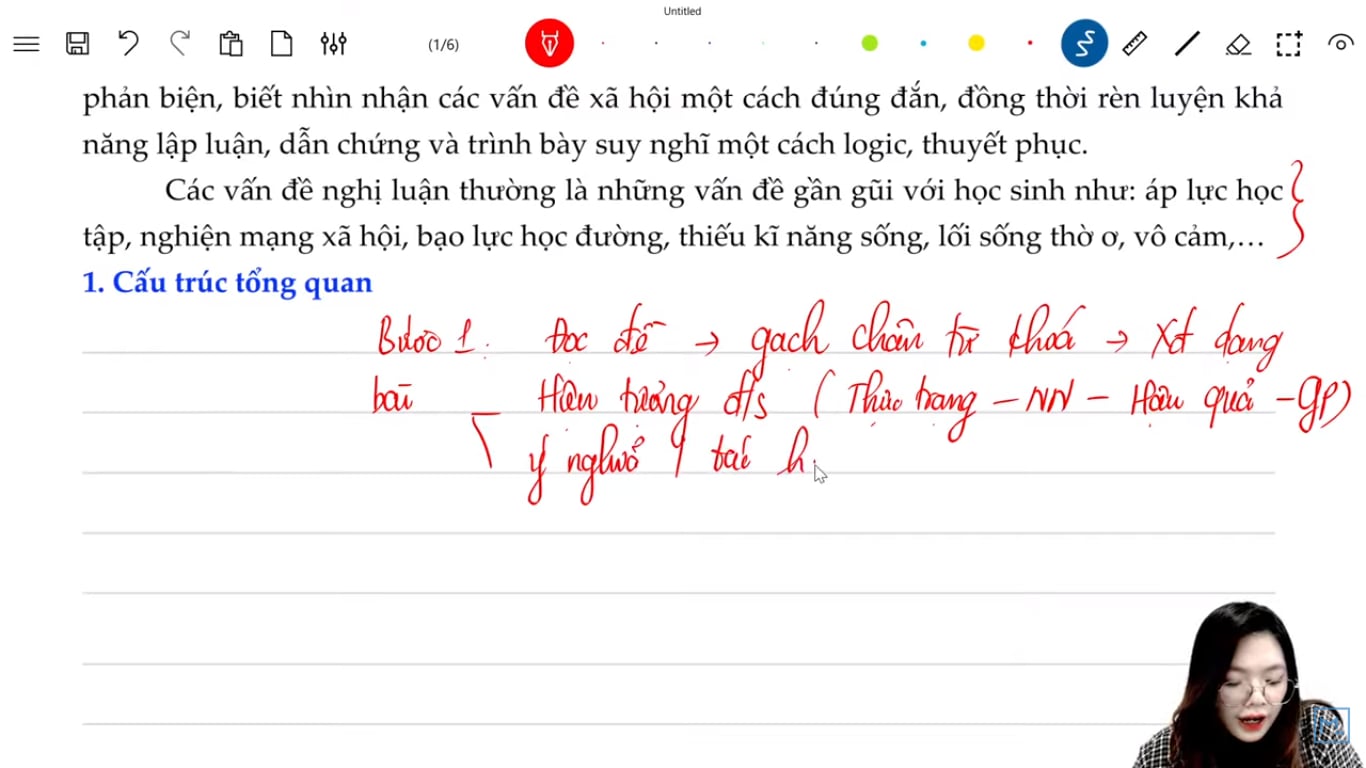 Untitled
(1/6)
phản biện, biết nhìn nhận các vấn đề xã hội một cách đúng đắn, đồng thời rèn luyện khả
năng lập luận, dẫn chứng và trình bày suy nghĩ một cách logic, thuyết phục.
Các vấn đề nghị luận thường là những vấn đề gần gũi với học sinh như: áp lực học
tập, nghiện mạng xã hội, bạo lực học đường, thiếu kĩ năng sống, lối sống thờ ơ, vô cảm,…
1. Cấu trúc tổng quan
Bước 1: Đọc đề → gạch chân từ khoá → Xđ dạng
bài
Hiện tượng đ/s (Thực trạng – NN – Hậu quả – GP)
ý nghĩa / tác h